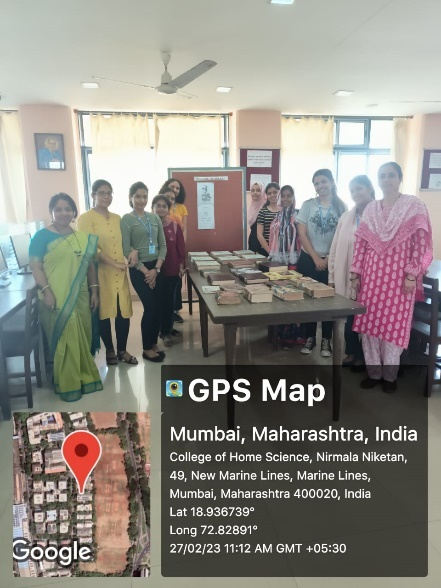 GPS Map
Mumbai, Maharashtra, India
College of Home Science, Nirmala Niketan,
49, New Marine Lines, Marine Lines,
Mumbai, Maharashtra 400020, India
Lat 18.936739°
Long 72.82891°
27/02/23 11:12 AM GMT +05:30
Google